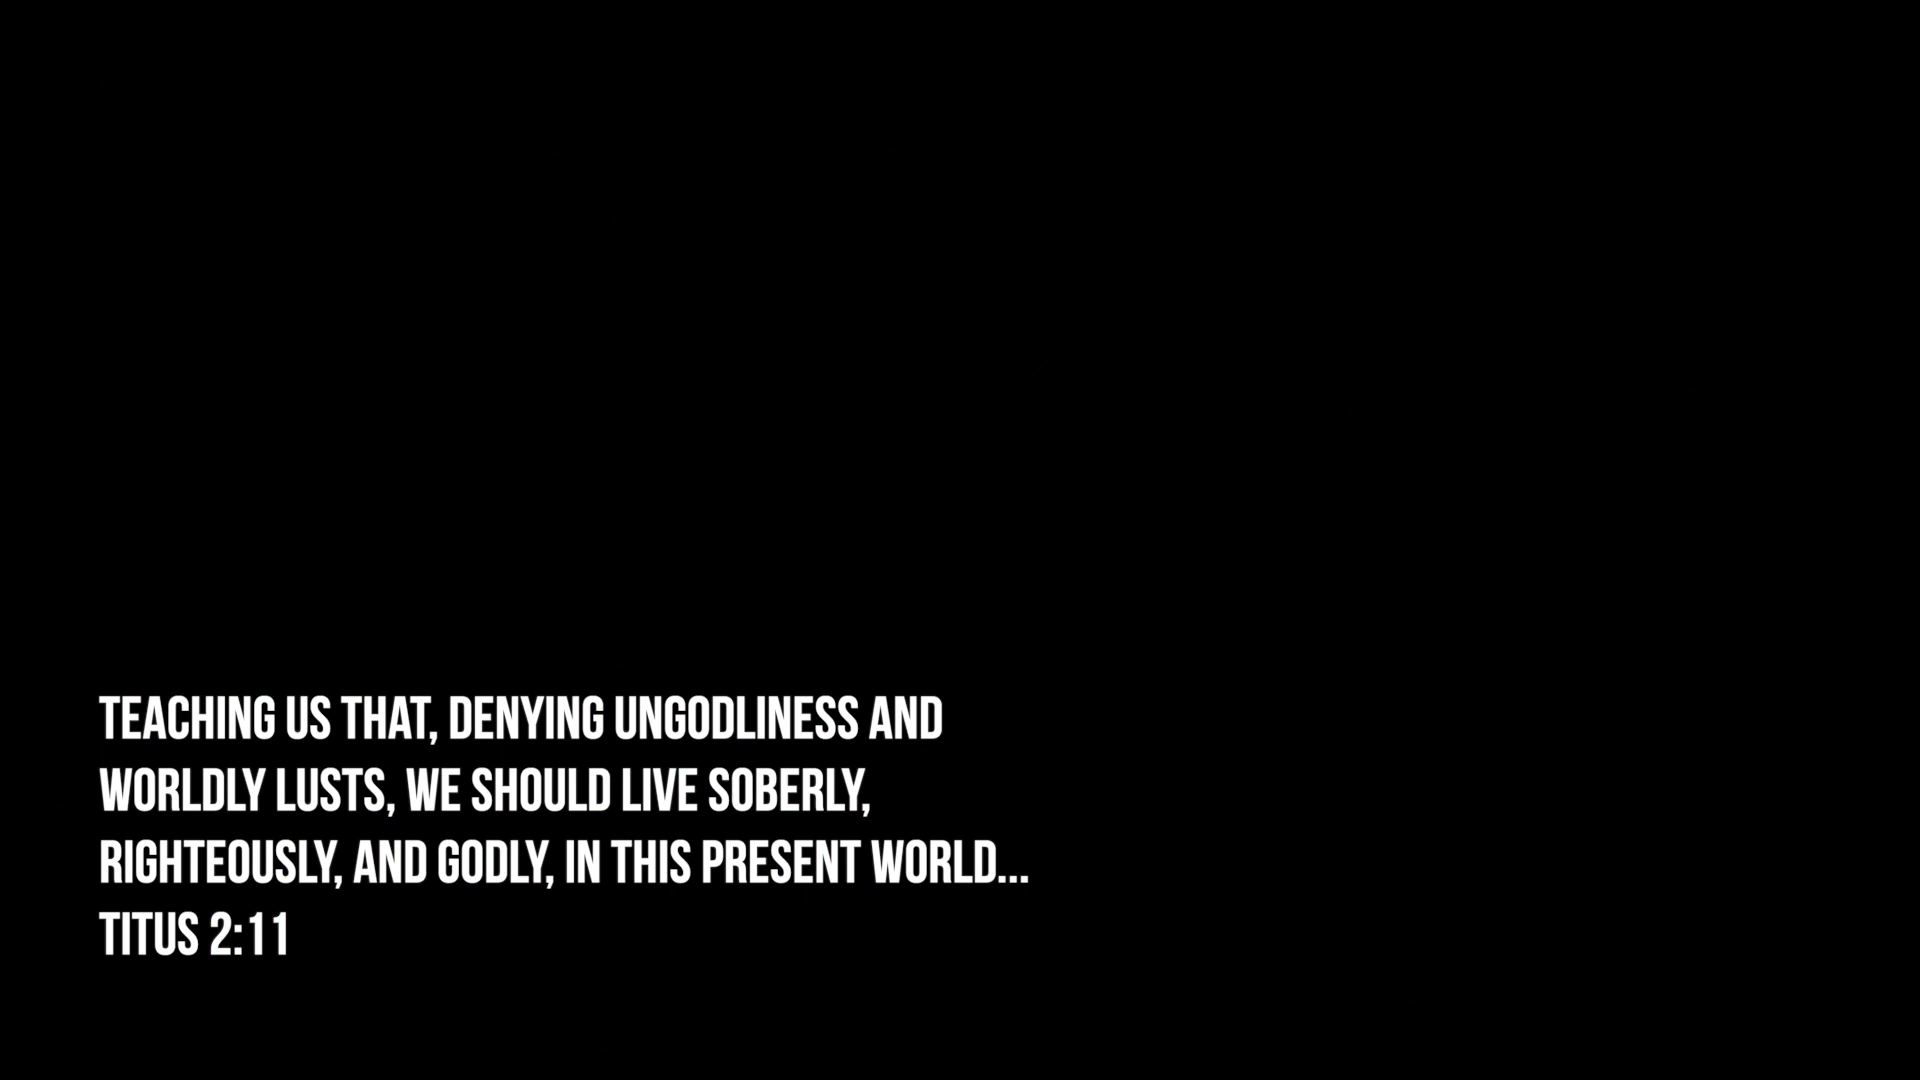 TEACHING US THAT, DENYING UNGODLINESS AND
WORLDLY LUSTS, WE SHOULD LIVE SOBERLY,
RIGHTEOUSLY, AND GODLY, IN THIS PRESENT WORLD...
TITUS 2:11